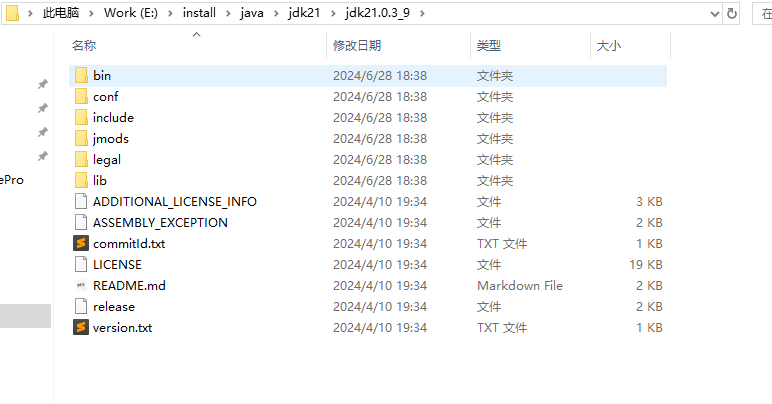 此电脑 > Work (E:) > install > java > jdk21 > jdk21.0.3_9 > 在
名称 修改日期 类型 大小
bin 2024/6/28 18:38 文件夹
conf 2024/6/28 18:38 文件夹
include 2024/6/28 18:38 文件夹
jmods 2024/6/28 18:38 文件夹
legal 2024/6/28 18:38 文件夹
ePro
lib 2024/6/28 18:38 文件夹
ADDITIONAL_LICENSE_INFO 2024/4/10 19:34 文件 3 KB
ASSEMBLY_EXCEPTION 2024/4/10 19:34 文件 2 KB
commitId.txt 2024/4/10 19:34 TXT 文件 1 KB
LICENSE 2024/4/10 19:34 文件 19 KB
README.md 2024/4/10 19:34 Markdown File 2 KB
release 2024/4/10 19:34 文件 2 KB
version.txt 2024/4/10 19:34 TXT 文件 1 KB